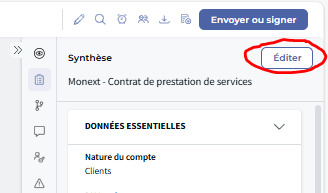 Envoyer ou signer
Synthèse
Éditer
Monext - Contrat de prestation de services
DONNÉES ESSENTIELLES
Nature du compte
Clients